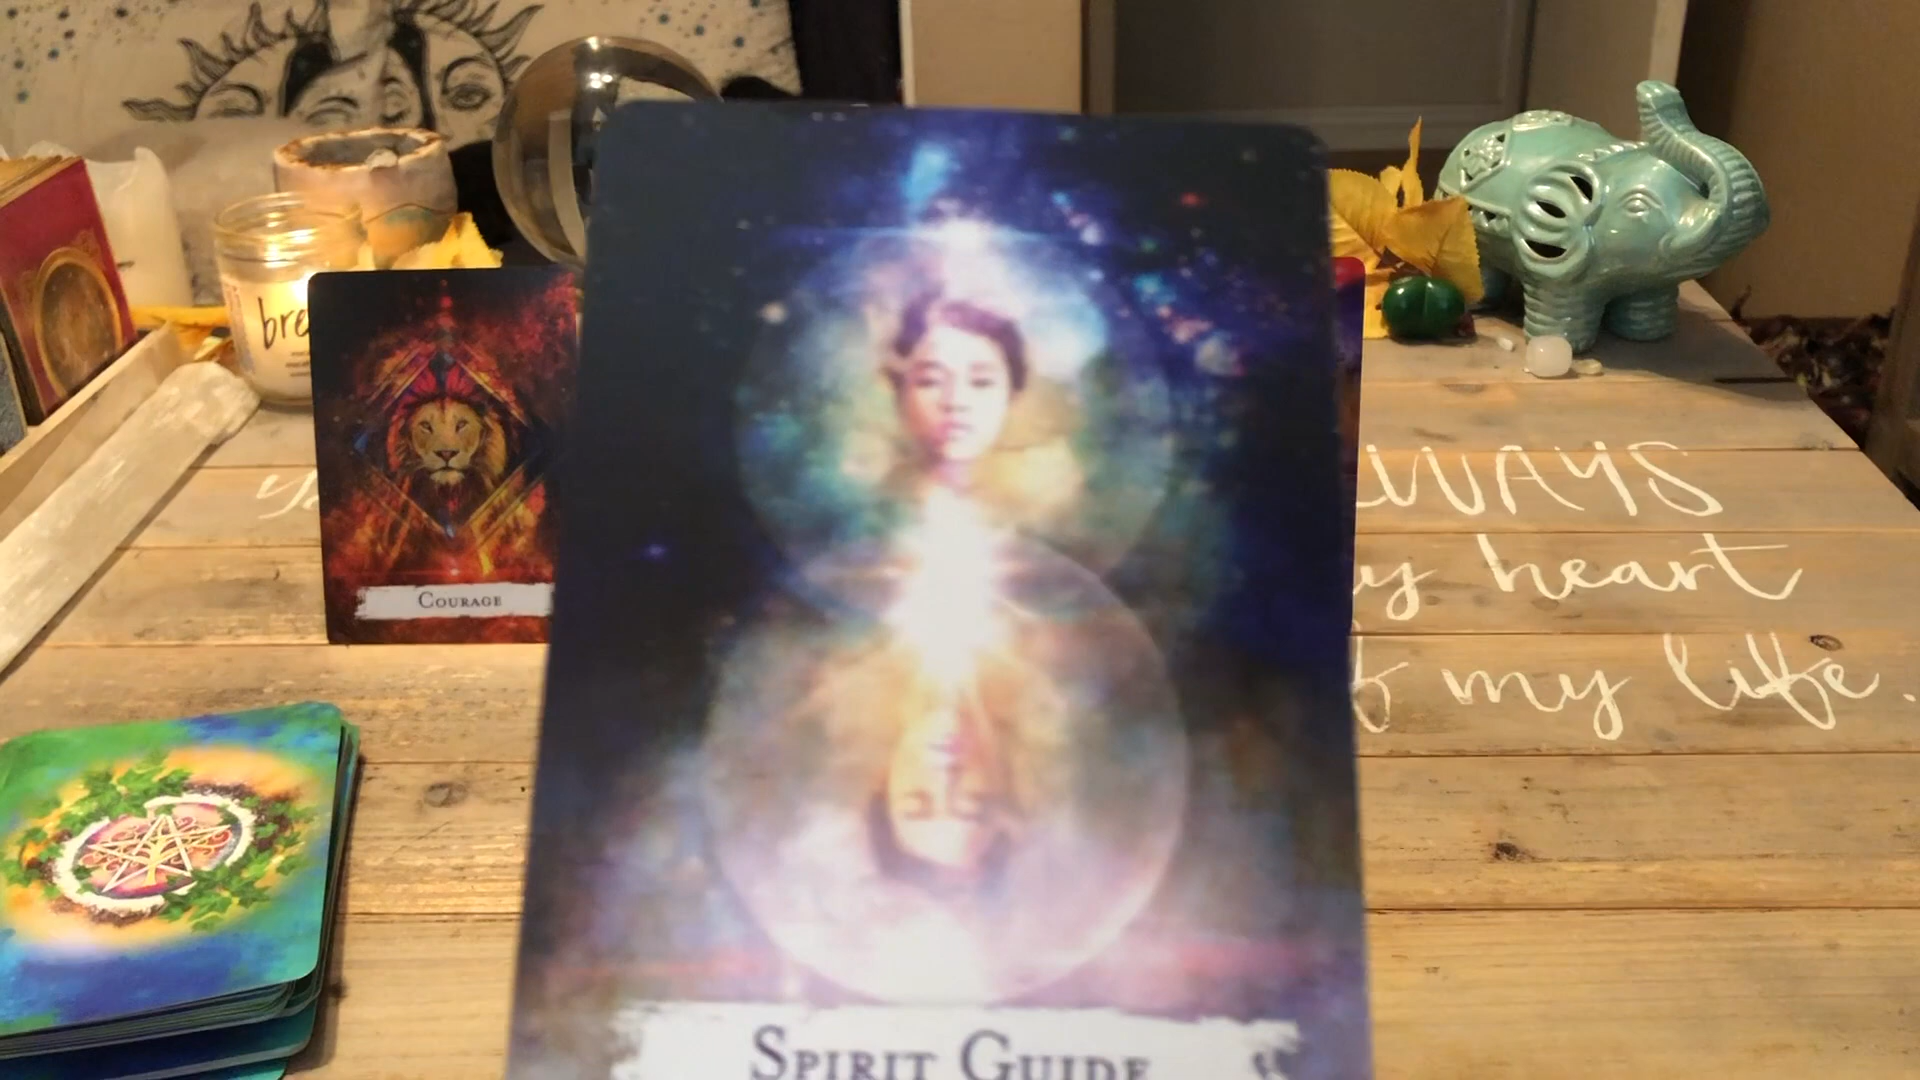 bre
COURAGE
WAYS
y heart
f my life.
SPIRIT GUIDE